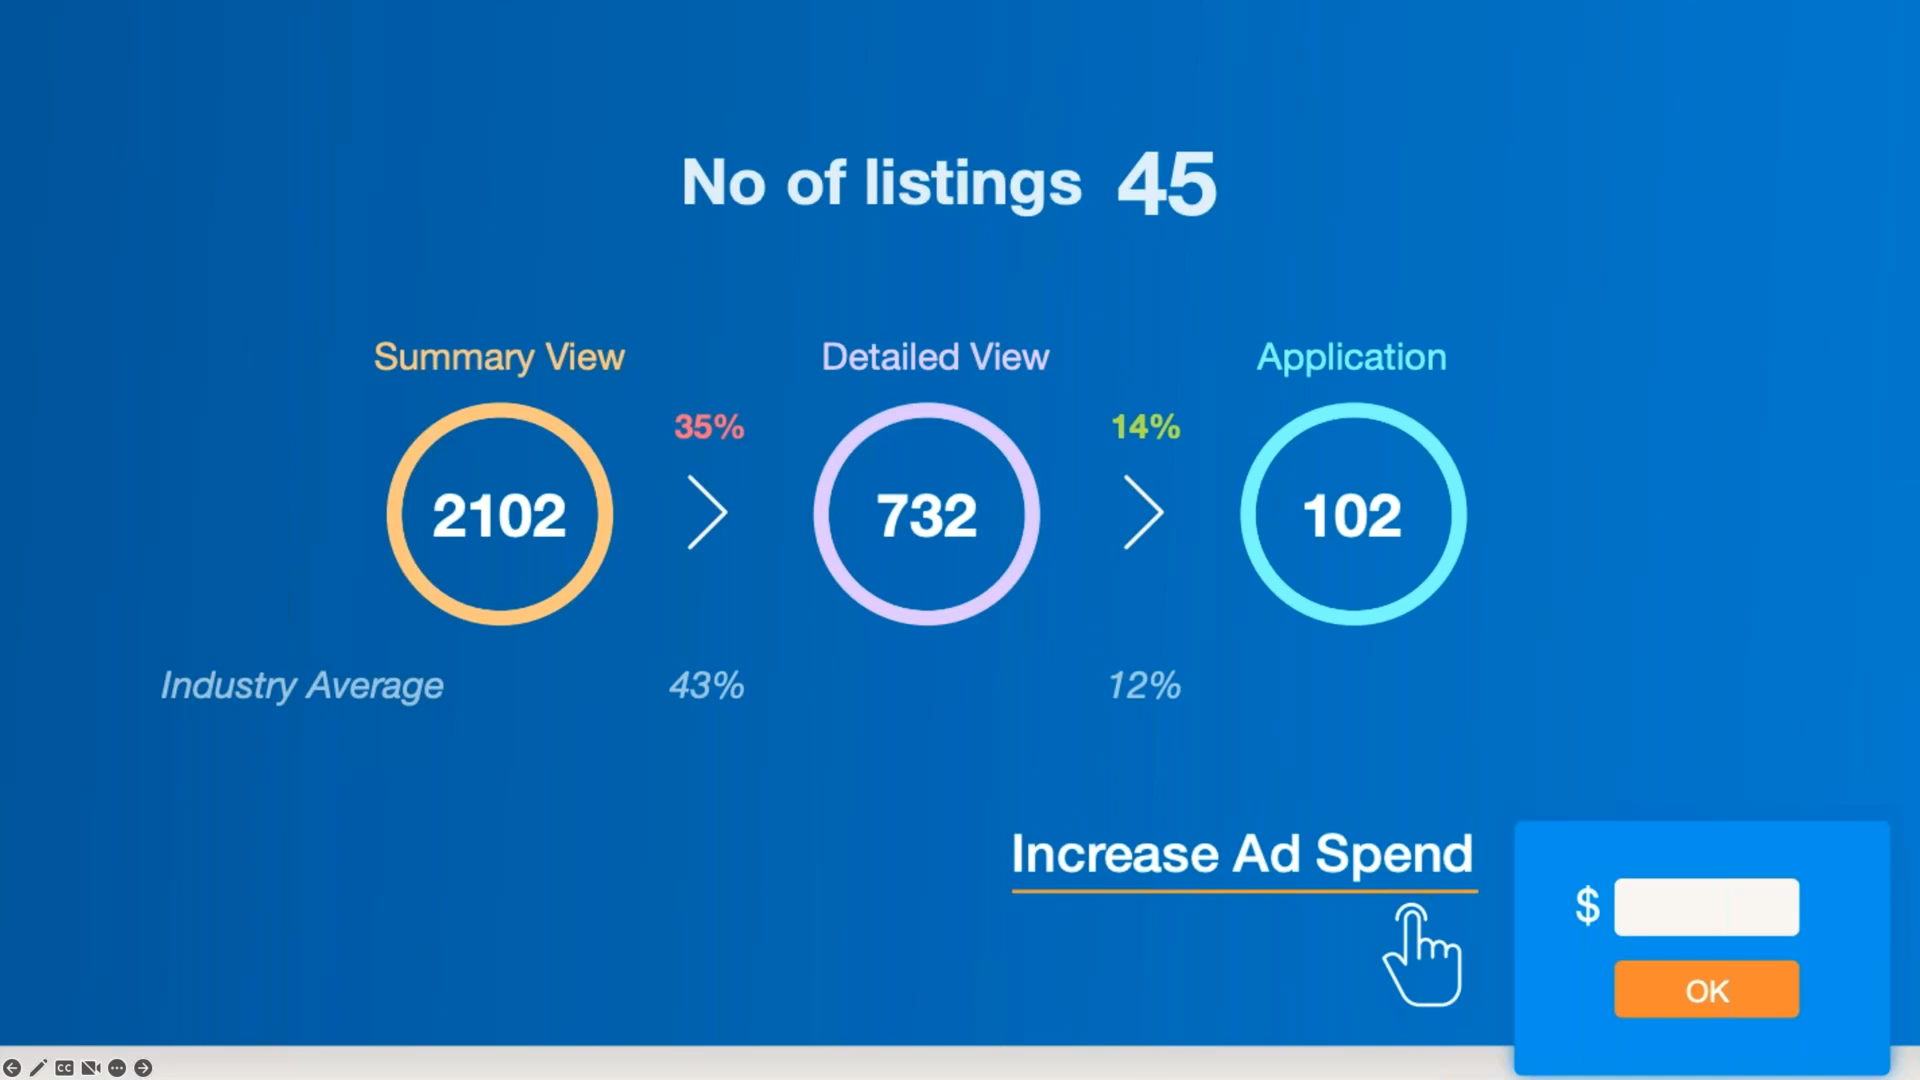 No of listings 45
Summary View
Detailed View
Application
35%
14%
2102
732
102
Industry Average 43% 12%
Increase Ad Spend
$
OK
CC